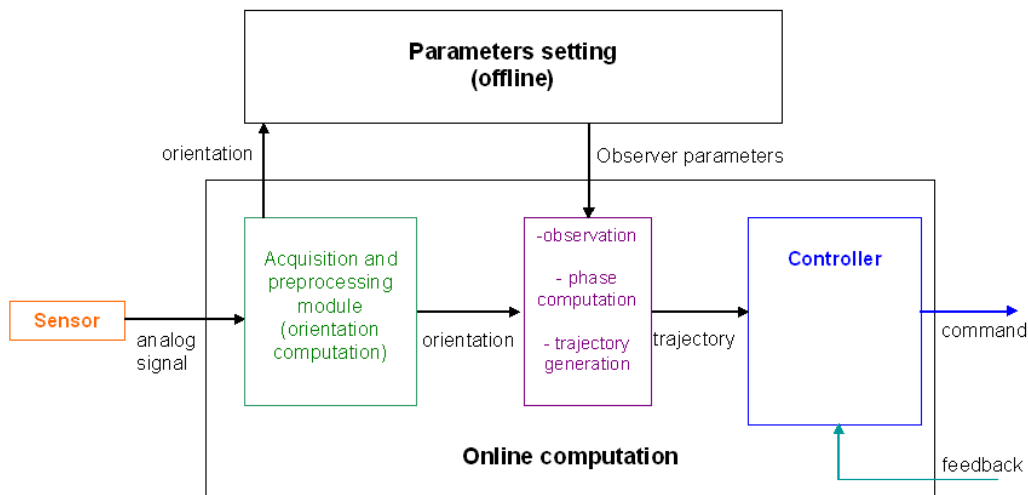 Parameters setting
(offline)
orientation
Observer parameters
Sensor
analog
signal
Acquisition and
preprocessing
module
(orientation
computation)
orientation
-observation
- phase
computation
- trajectory
generation
trajectory
Controller
command
feedback
Online computation